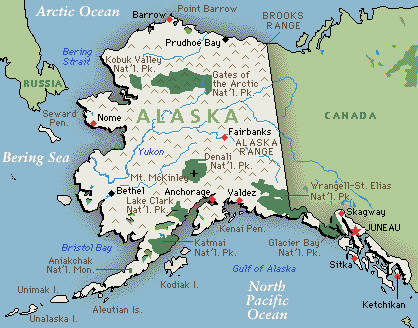 Arctic Ocean
Point Barrow
Barrow
BROOKS
RANGE
Prudhoe Bay
Bering
Strait
Kobuk Valley
Nat'l. Pk.
RUSSIA
Gates of
the Arctic
Nat'l. Pk.
Seward
Pen.
Nome
ALASKA
CANADA
Fairbanks
Bering Sea
Yukon
ALASKA
RANGE
Denali
Nat'l. Pk.
Mt. McKinley
Bethel
Anchorage
Valdez
Wrangell-St. Elias
Nat'l. Pk.
Lake Clark
Nat'l. Pk.
Skagway
JUNEAU
Kenai Pen.
Bristol Bay
Katmai
Nat'l. Pk.
Glacier Bay
Nat'l. Pk.
Sitka
Aniakchak
Nat'l. Mon.
Gulf of Alaska
Kodiak I.
Ketchikan
Unimak I.
North
Pacific
Ocean
Aleutian Is.
Unalaska I.